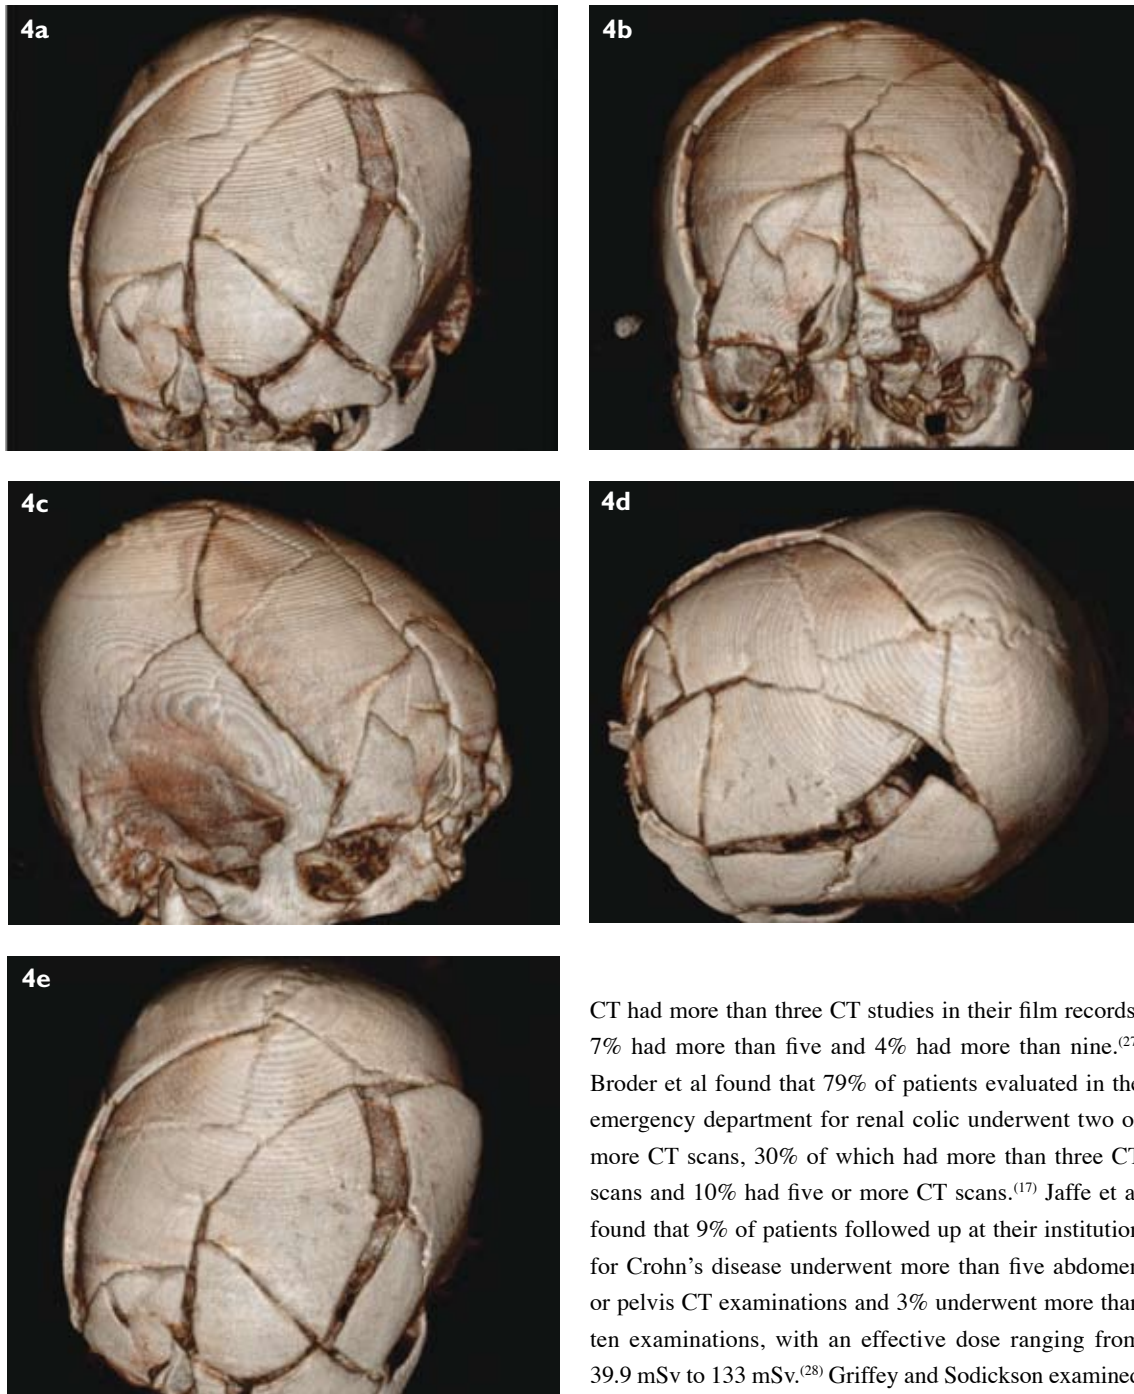 4a
4b
4c
4d
4e
CT had more than three CT studies in their film records
7% had more than five and 4% had more than nine.(27
Broder et al found that 79% of patients evaluated in the
emergency department for renal colic underwent two o
more CT scans, 30% of which had more than three CT
scans and 10% had five or more CT scans.(17) Jaffe et a
found that 9% of patients followed up at their institution
for Crohn's disease underwent more than five abdomen
or pelvis CT examinations and 3% underwent more than
ten examinations, with an effective dose ranging from
39.9 mSv to 133 mSv.(28) Griffey and Sodickson examined